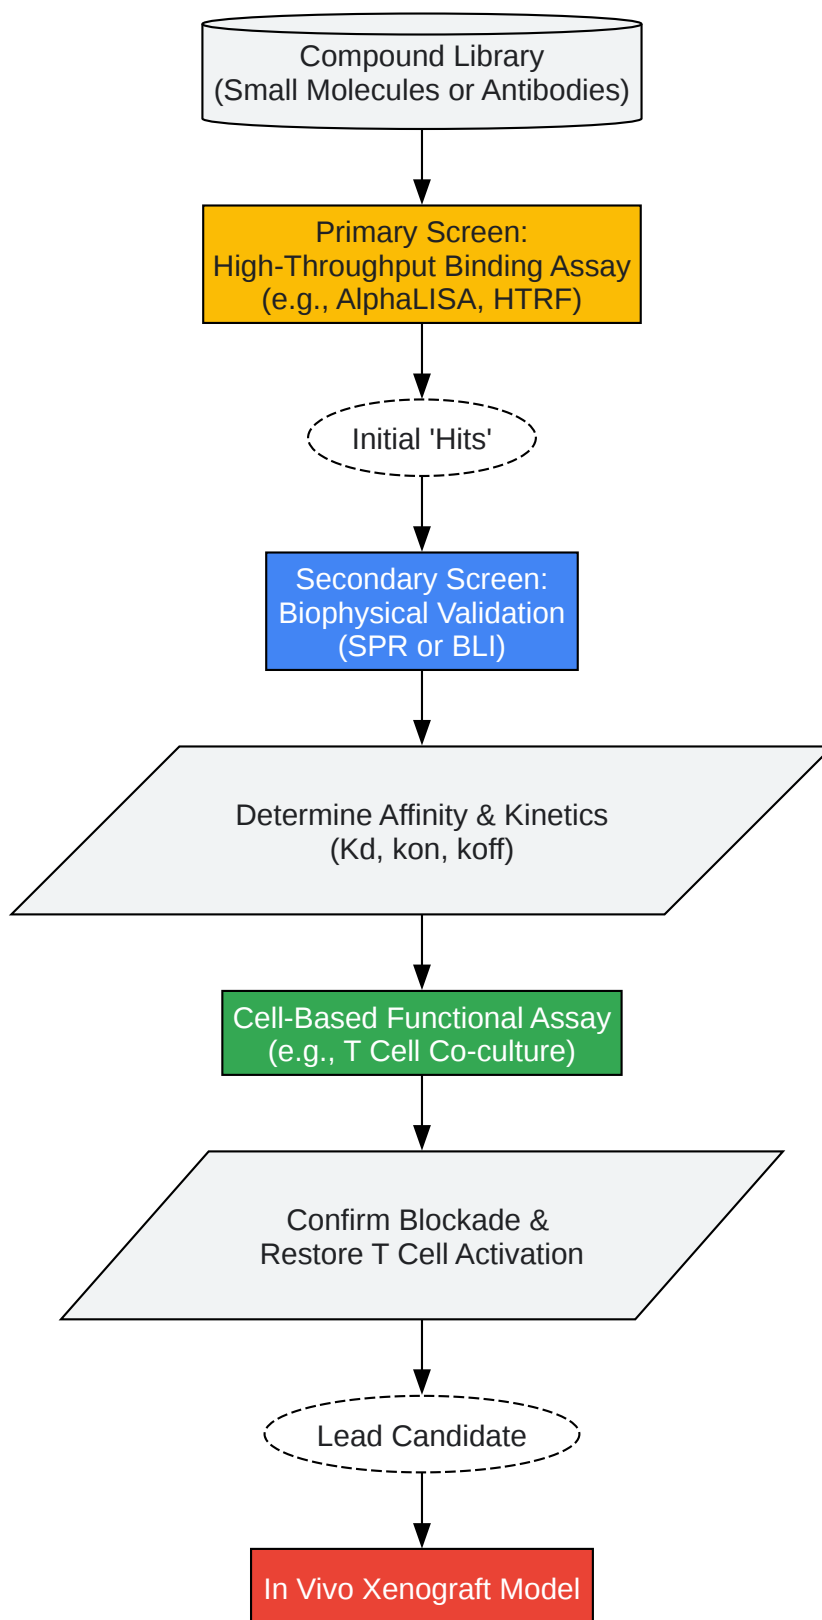 Compound Library
(Small Molecules or Antibodies)
Primary Screen:
High-Throughput Binding Assay
(e.g., AlphaLISA, HTRF)
Initial 'Hits'
Secondary Screen:
Biophysical Validation
(SPR or BLI)
Determine Affinity & Kinetics
(Kd, kon, koff)
Cell-Based Functional Assay
(e.g., T Cell Co-culture)
Confirm Blockade &
Restore T Cell Activation
Lead Candidate
In Vivo Xenograft Model